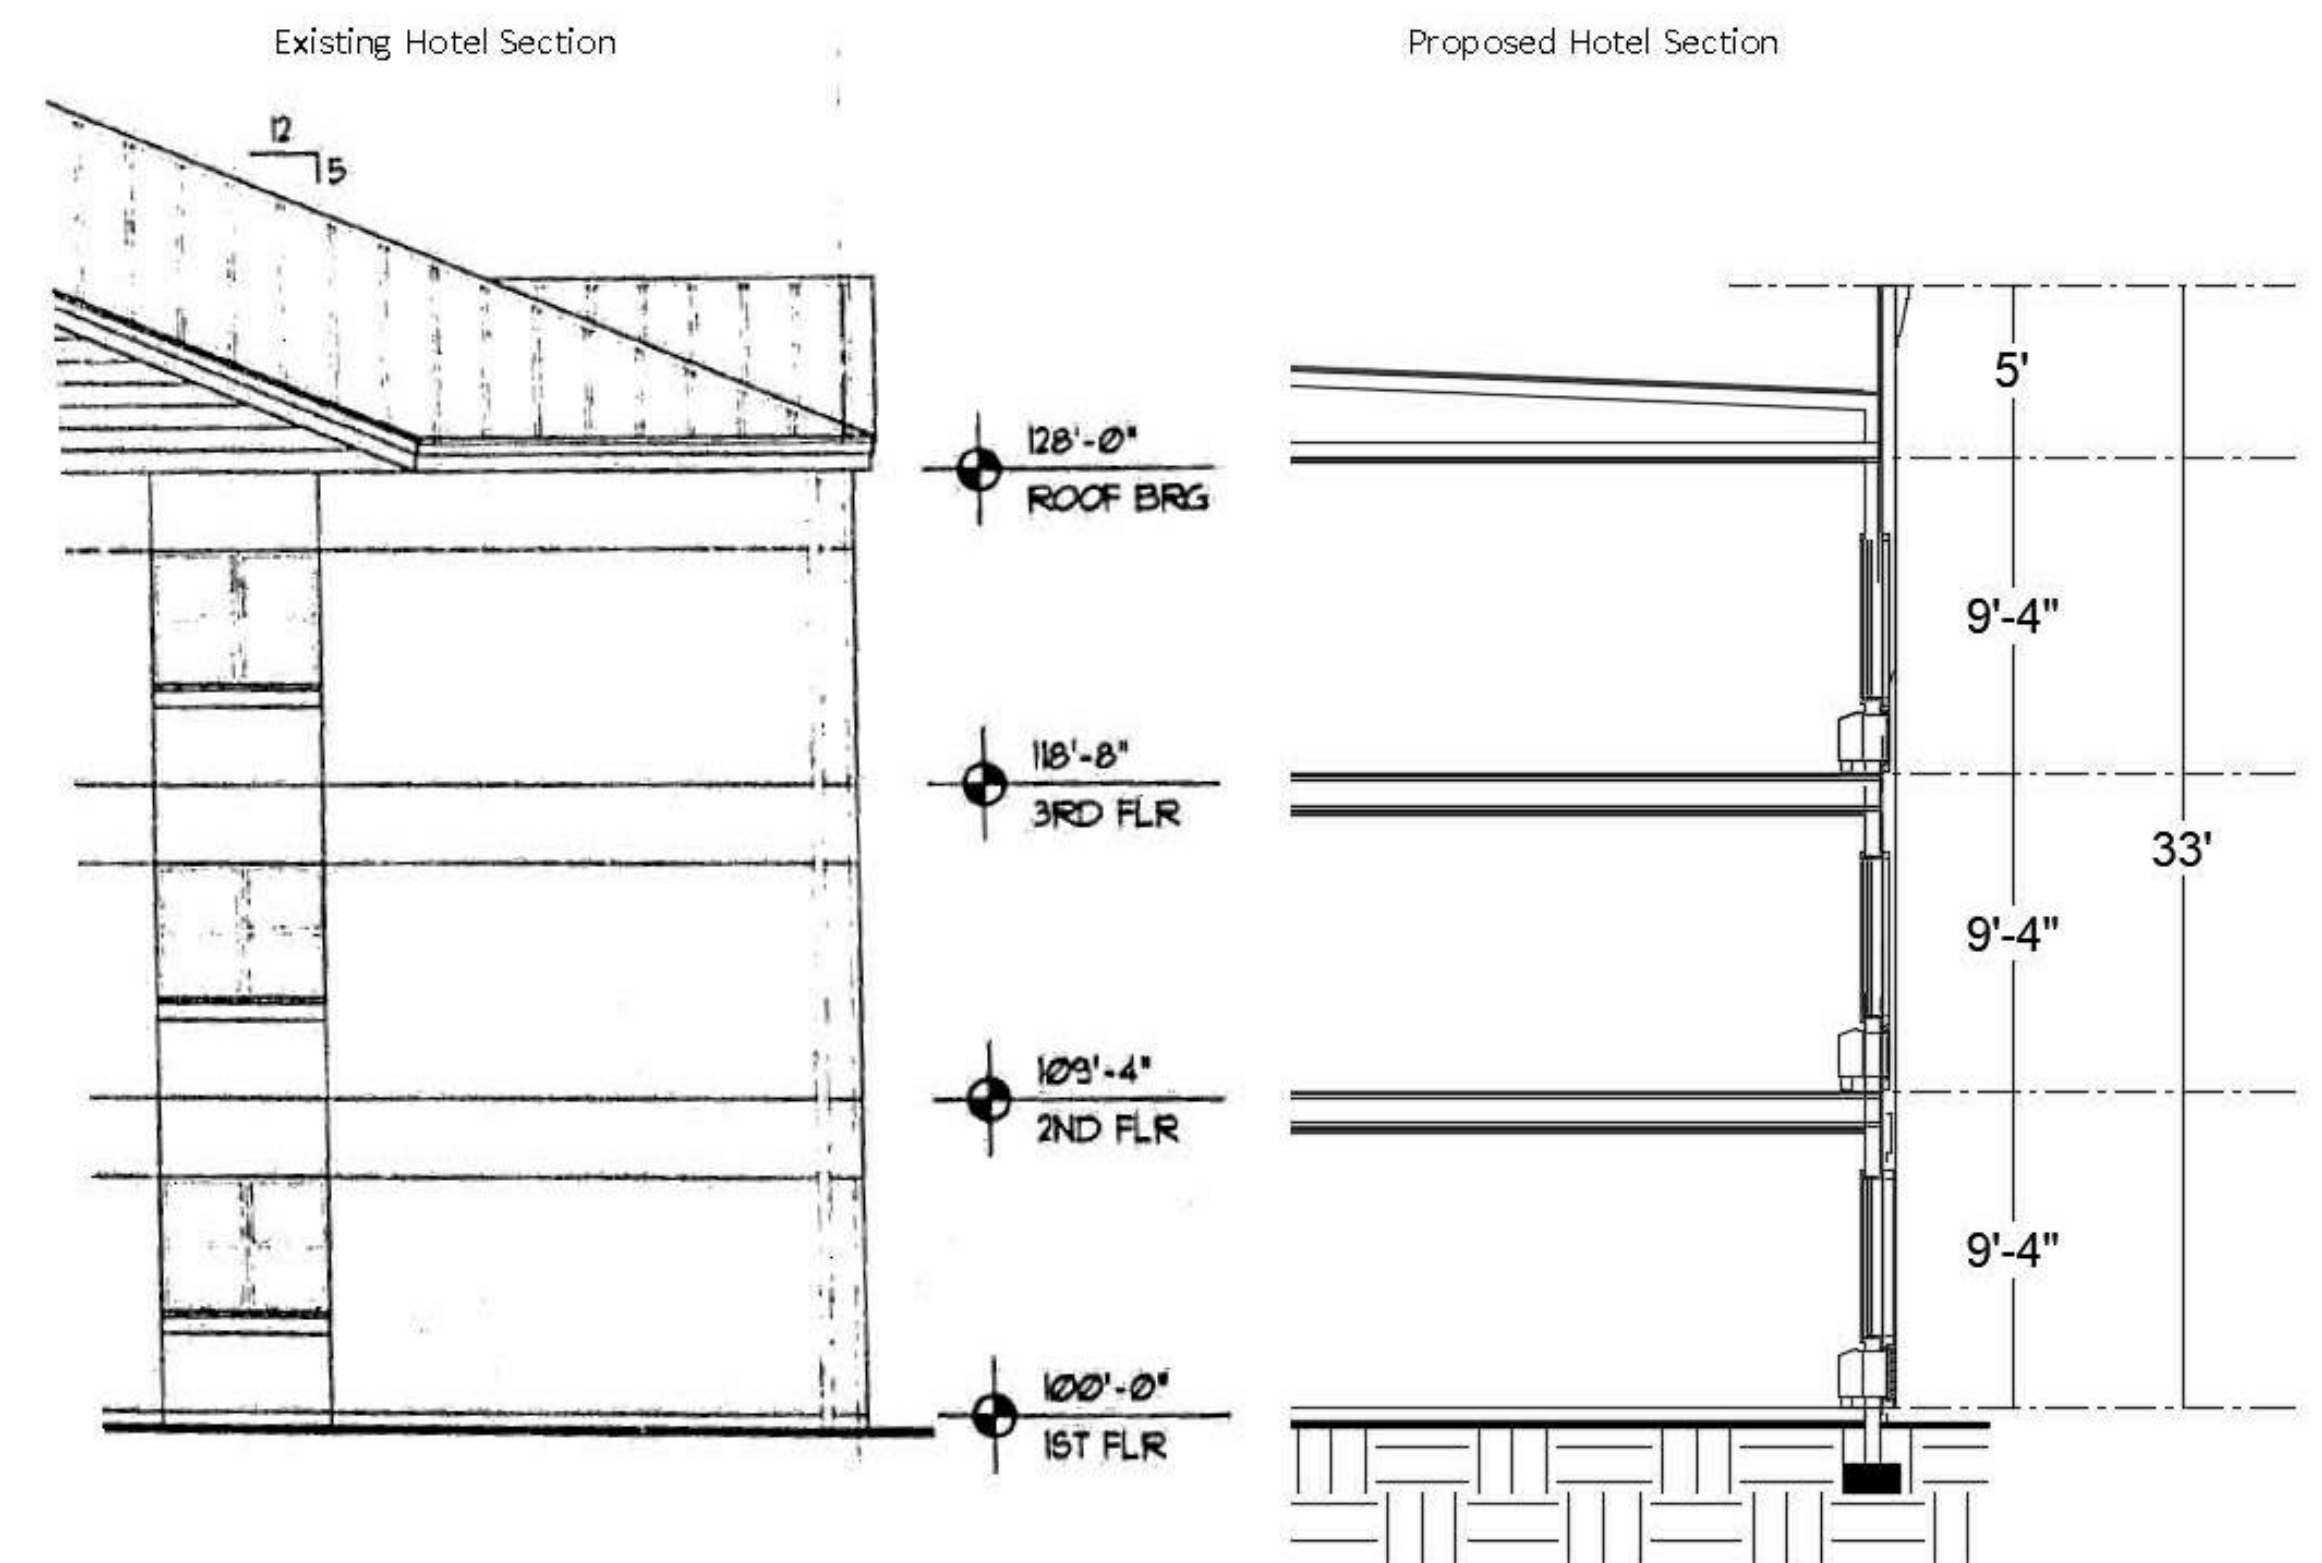 Existing Hotel Section
Proposed Hotel Section
12
5
128'-0"
ROOF BRG
118'-8"
3RD FLR
109'-4"
2ND FLR
100'-0"
1ST FLR
5'
9'-4"
33'
9'-4"
9'-4"